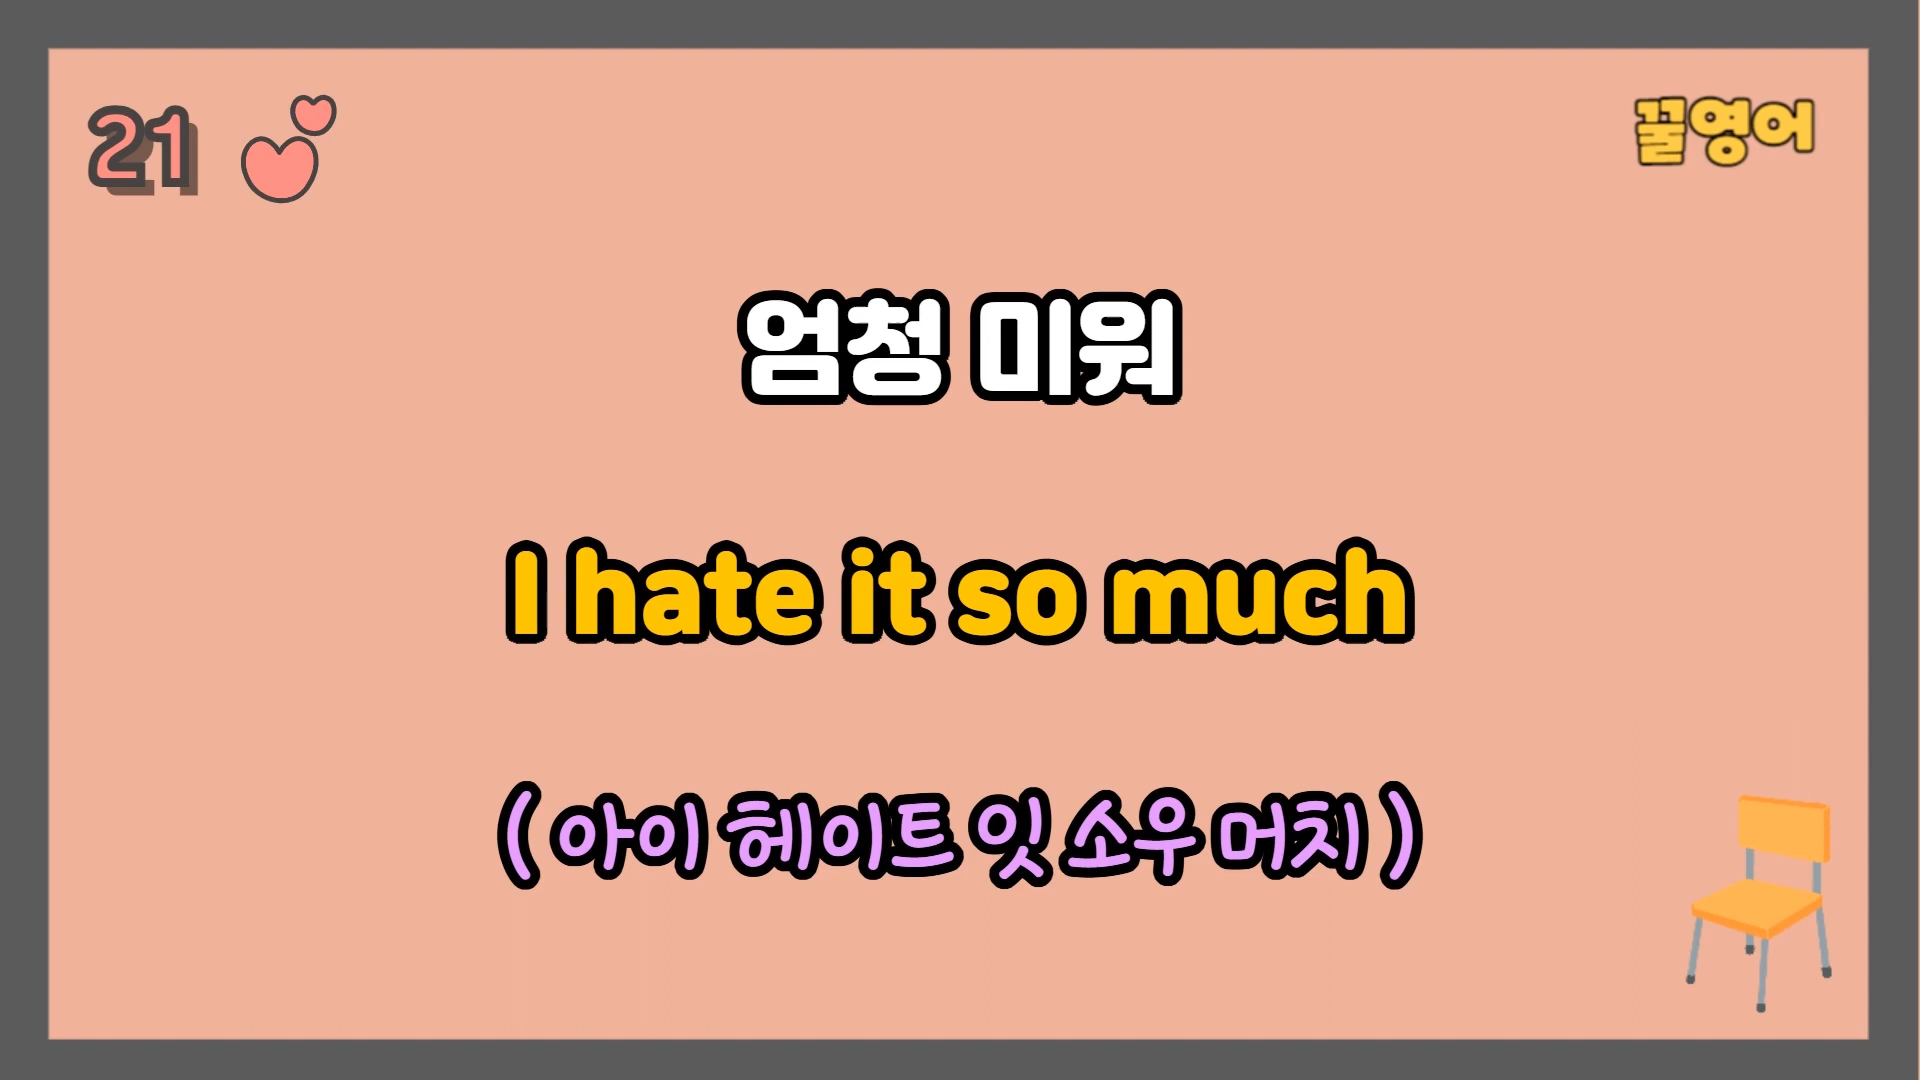 21
꿀영어
엄청 미워
I hate it so much
( 아이 헤이트 잇 소우 머치 )